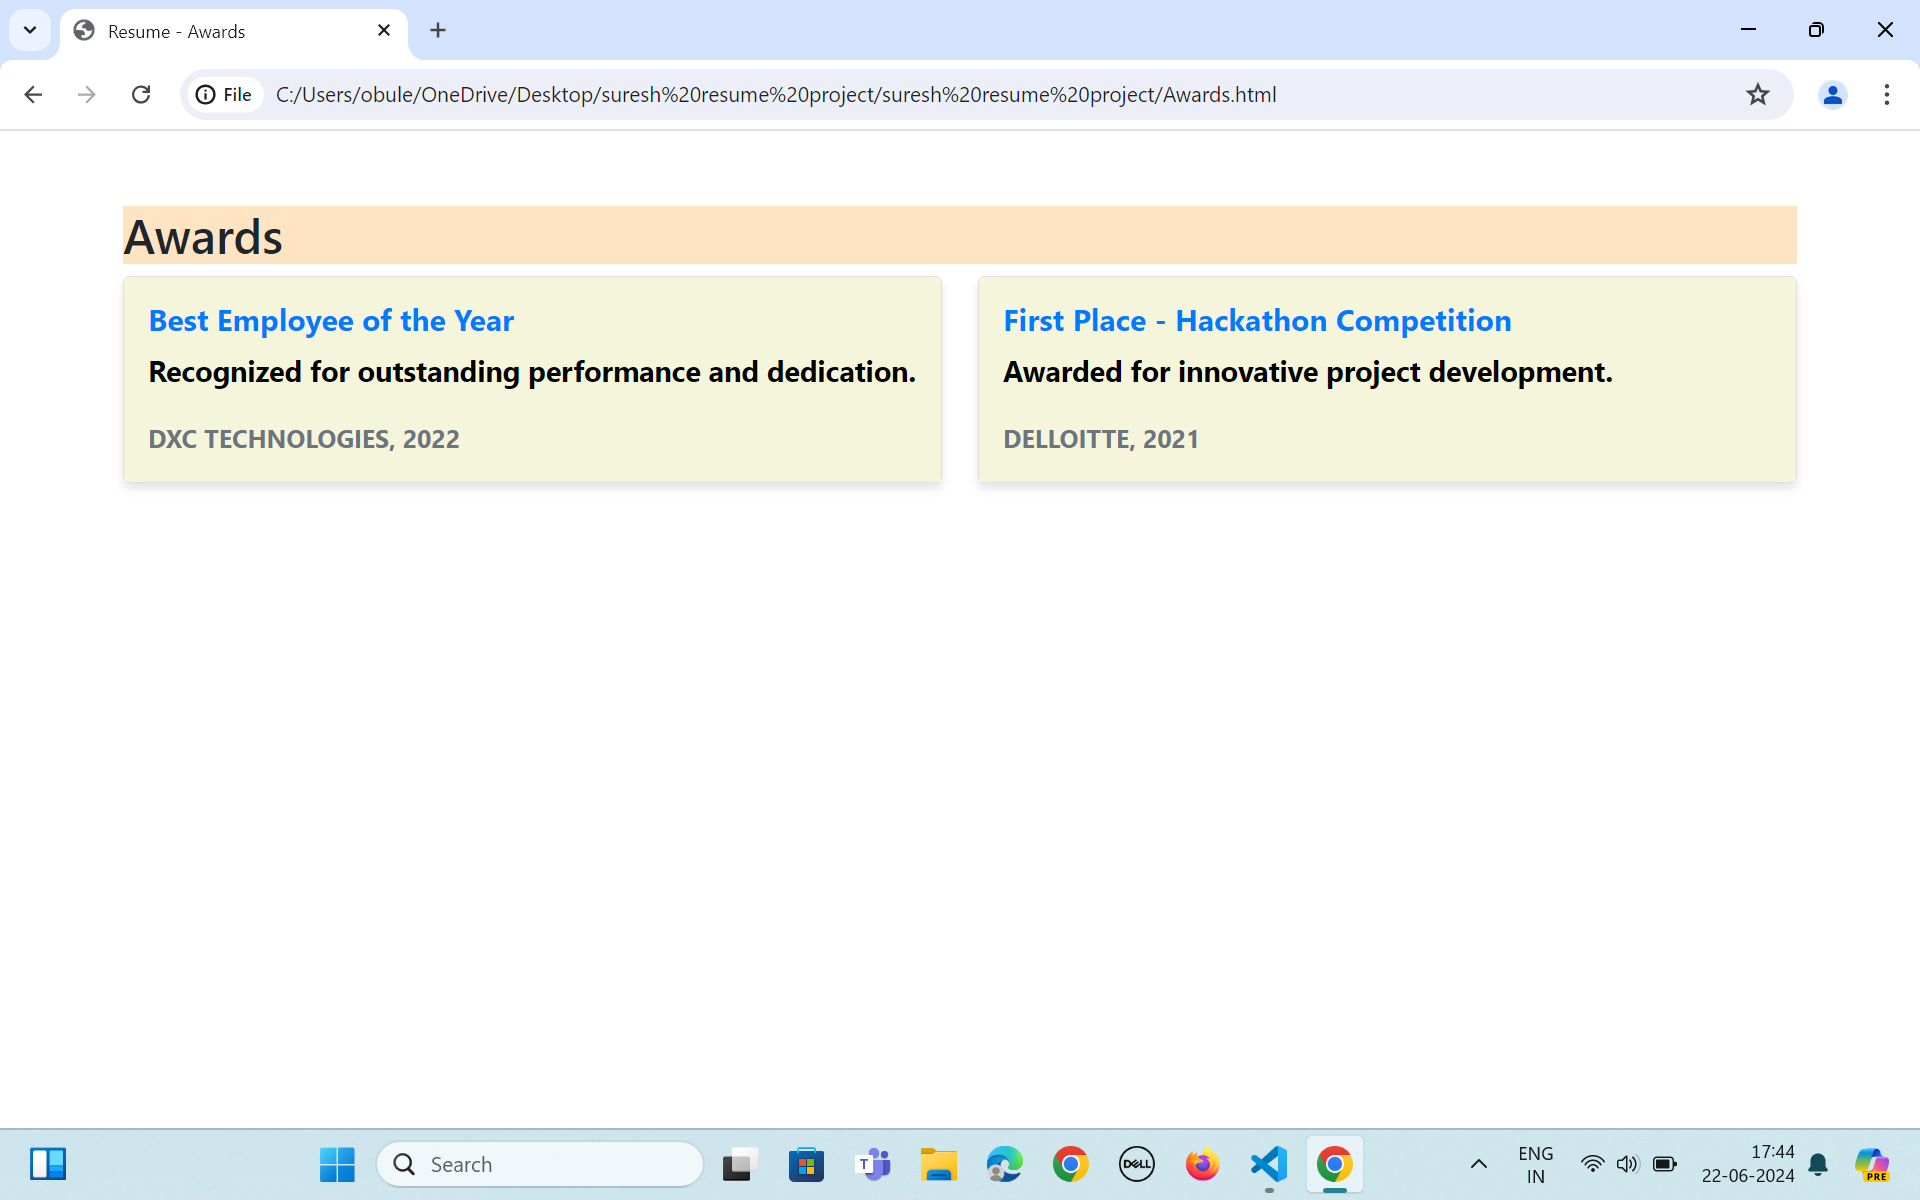 Resume - Awards
File
C:/Users/obule/OneDrive/Desktop/suresh%20resume%20project/suresh%20resume%20project/Awards.html
Awards
Best Employee of the Year
Recognized for outstanding performance and dedication.
DXC TECHNOLOGIES, 2022
First Place - Hackathon Competition
Awarded for innovative project development.
DELLOITTE, 2021
Search
T
DELL
ENG
IN
17:44
22-06-2024
PRE